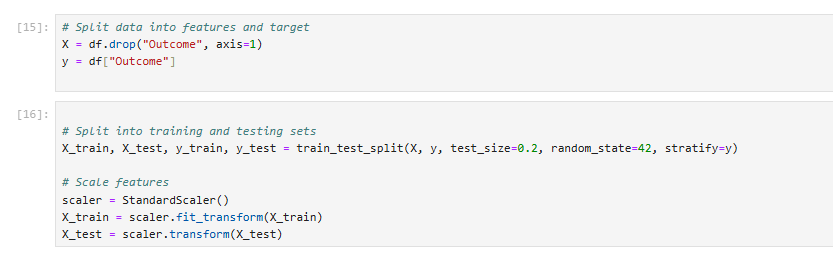 [15]:
# Split data into features and target
X = df.drop("Outcome", axis=1)
y = df["Outcome"]
[16]:
# Split into training and testing sets
X_train, X_test, y_train, y_test = train_test_split(X, y, test_size=0.2, random_state=42, stratify=y)
# Scale features
scaler = StandardScaler()
X_train = scaler.fit_transform(X_train)
X_test = scaler.transform(X_test)